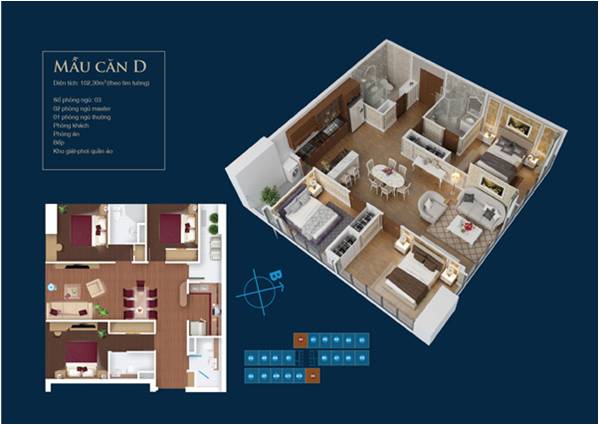 MẪU CĂN D
Diện tích: 102,30m² (theo tim tường)
Số phòng ngủ: 03
02 phòng ngủ master
01 phòng ngủ thường
Phòng khách
Phòng ăn
Bếp
Khu giặt-phơi quần áo
B